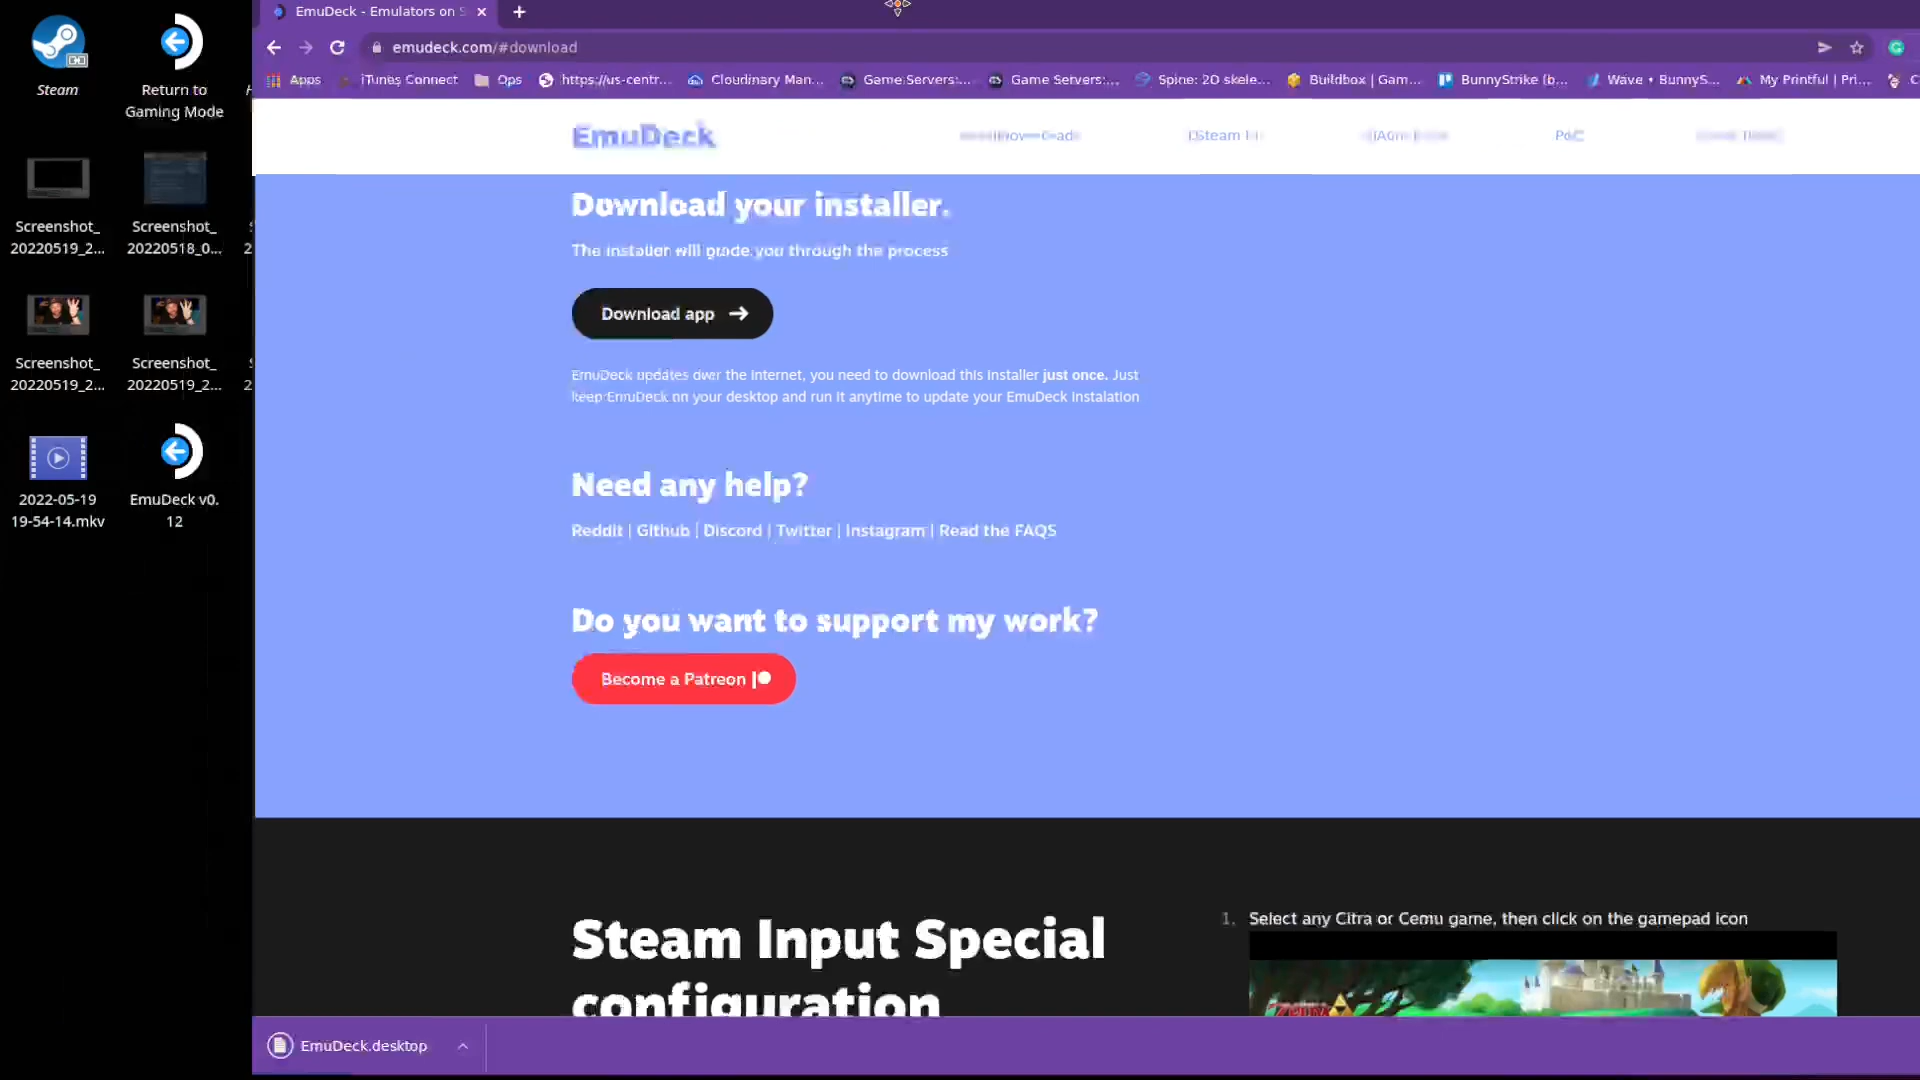 EmuDeck - Emulators on S
emudeck.com/#download
Apps
iTunes Connect
Ops
https://us-centr...
Cloudinary Man...
Game Servers:...
Game Servers:...
Spine: 2D skele...
Buildbox | Gam...
BunnyStrike (b...
Wave • BunnyS...
My Printful | Pri...
Steam
Return to
Gaming Mode
Screenshot_
20220519_2...
Screenshot_
20220518_0...
Screenshot_
20220519_2...
Screenshot_
20220519_2...
2022-05-19
19-54-14.mkv
EmuDeck v0.
12
EmuDeck
Download your installer.
The installer will guide you through the process
Download app →
EmuDeck updates over the internet, you need to download this installer just once. Just
keep EmuDeck on your desktop and run it anytime to update your EmuDeck instalation
Need any help?
Reddit | Github | Discord | Twitter | Instagram | Read the FAQS
Do you want to support my work?
Become a Patreon
Steam Input Special
configuration
1. Select any Citra or Cemu game, then click on the gamepad icon
EmuDeck.desktop